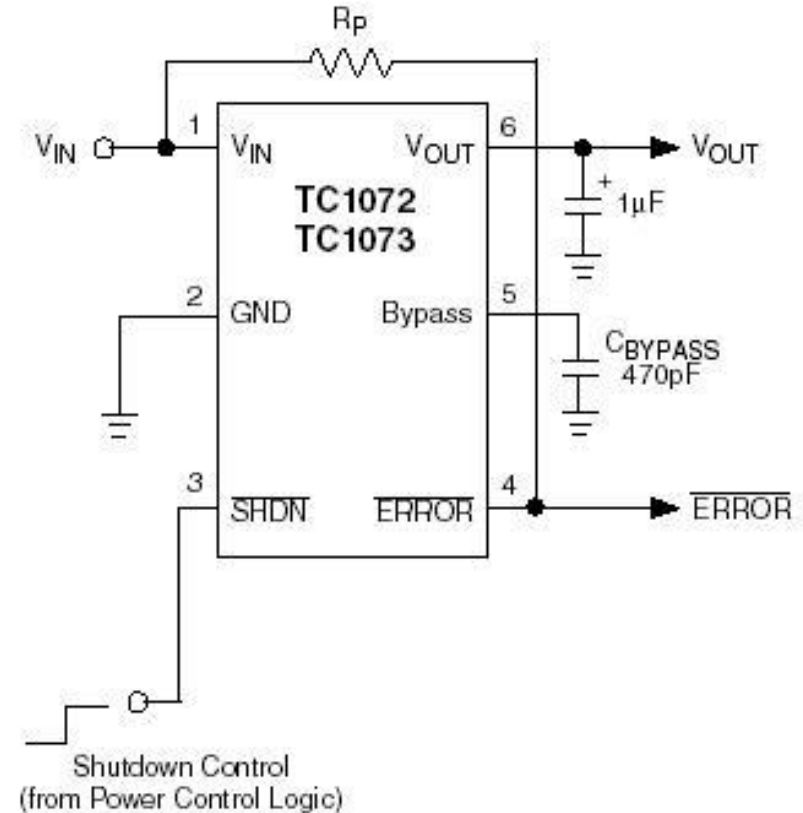 RP
VIN
1
VIN
VOUT
6
VOUT
TC1072
TC1073
+
1µF
2
GND
Bypass
5
CBYPASS
470pF
3
SHDN
ERROR
4
ERROR
Shutdown Control
(from Power Control Logic)